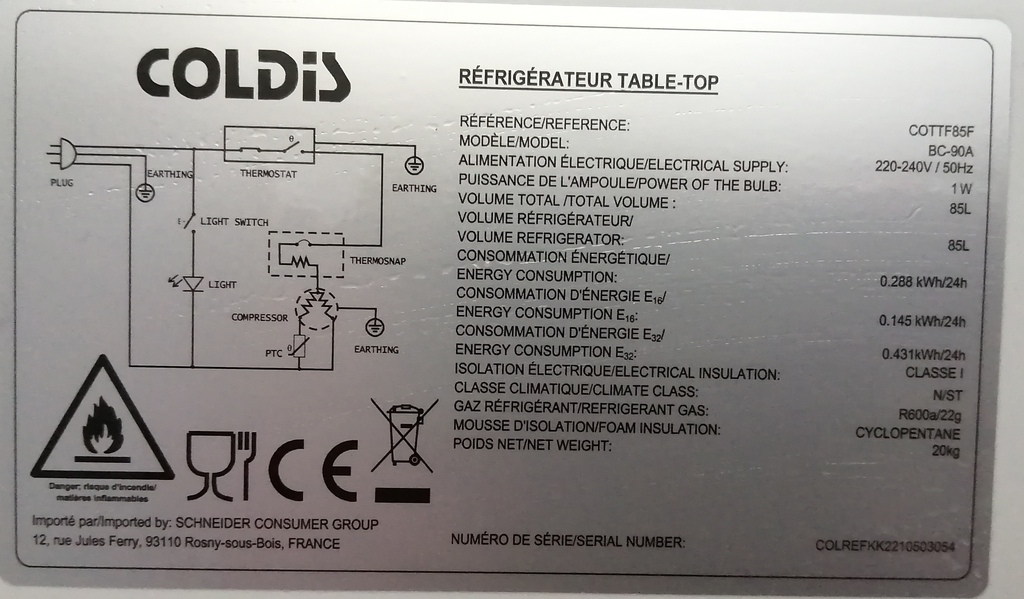 COLDiS
RÉFRIGÉRATEUR TABLE-TOP
RÉFÉRENCE/REFERENCE: COTTF85F
MODÈLE/MODEL: BC-90A
ALIMENTATION ÉLECTRIQUE/ELECTRICAL SUPPLY: 220-240V / 50Hz
PUISSANCE DE L'AMPOULE/POWER OF THE BULB: 1 W
VOLUME TOTAL /TOTAL VOLUME : 85L
VOLUME RÉFRIGÉRATEUR/
VOLUME REFRIGERATOR: 85L
CONSOMMATION ÉNERGÉTIQUE/
ENERGY CONSUMPTION: 0.288 kWh/24h
CONSOMMATION D'ÉNERGIE E16/
ENERGY CONSUMPTION E16: 0.145 kWh/24h
CONSOMMATION D'ÉNERGIE E32/
ENERGY CONSUMPTION E32: 0.431kWh/24h
ISOLATION ÉLECTRIQUE/ELECTRICAL INSULATION: CLASSE I
CLASSE CLIMATIQUE/CLIMATE CLASS: N/ST
GAZ RÉFRIGÉRANT/REFRIGERANT GAS: R600a/22g
MOUSSE D'ISOLATION/FOAM INSULATION: CYCLOPENTANE
POIDS NET/NET WEIGHT: 20kg
NUMÉRO DE SÉRIE/SERIAL NUMBER: COLREFKK2210503054
PLUG
EARTHING
THERMOSTAT
θ
EARTHING
LIGHT SWITCH
THERMOSNAP
LIGHT
COMPRESSOR
EARTHING
PTC
θ
Danger; risque d'incendie/
matières inflammables
CE
Importé par/Imported by: SCHNEIDER CONSUMER GROUP
12, rue Jules Ferry, 93110 Rosny-sous-Bois, FRANCE